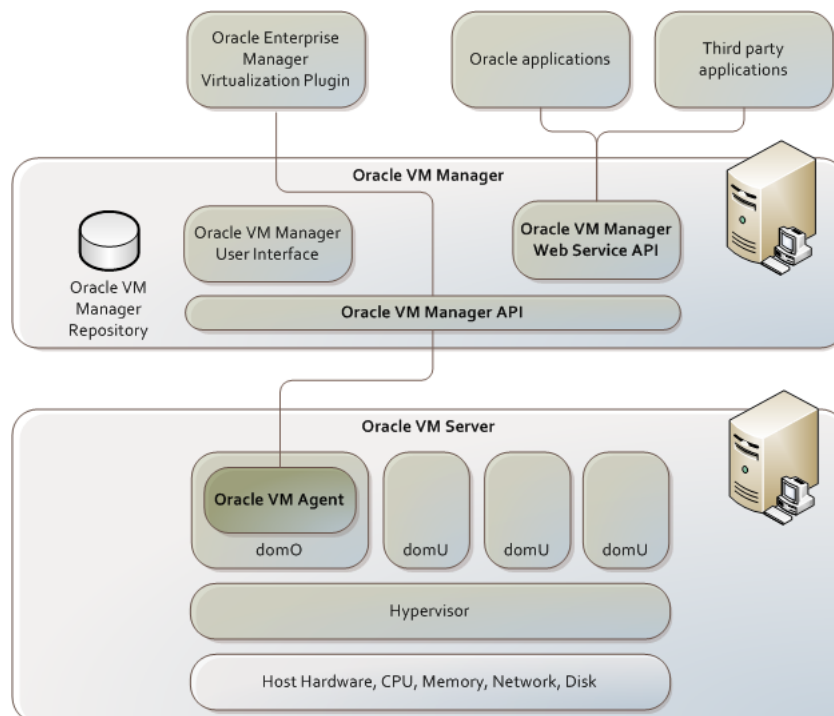 Oracle Enterprise
Manager
Virtualization Plugin
Oracle applications
Third party
applications
Oracle VM Manager
Oracle VM
Manager
Repository
Oracle VM Manager
User Interface
Oracle VM Manager
Web Service API
Oracle VM Manager API
Oracle VM Server
Oracle VM Agent
domO
domU
domU
domU
Hypervisor
Host Hardware, CPU, Memory, Network, Disk